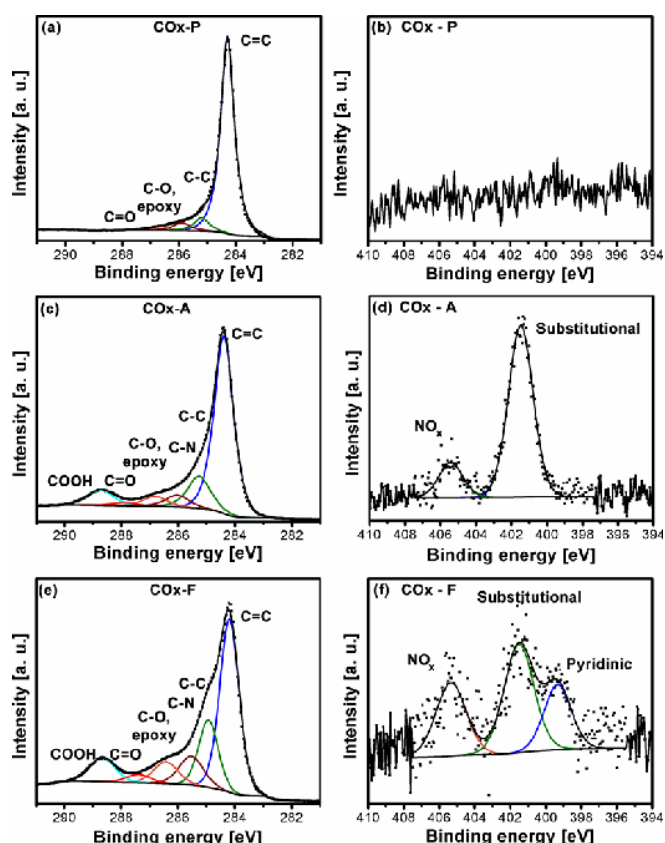 (a) COx-P
C=C
C-C
C-O,
epoxy
C=O
Intensity [a. u.]
290 288 286 284 282
Binding energy [eV]
(b) COx - P
Intensity [a. u.]
410 408 406 404 402 400 398 396 394
Binding energy [eV]
(c) COx-A
C=C
C-C
C-O, C-N
epoxy
COOH C=O
Intensity [a. u.]
290 288 286 284 282
Binding energy [eV]
(d) COx - A
Substitutional
NOx
Intensity [a. u.]
410 408 406 404 402 400 398 396 394
Binding energy [eV]
(e) COx-F
C=C
C-C
C-N
C-O,
epoxy
COOH C=O
Intensity [a. u.]
290 288 286 284 282
Binding energy [eV]
(f) COx - F
Substitutional
NOx
Pyridinic
Intensity [a. u.]
410 408 406 404 402 400 398 396 394
Binding energy [eV]